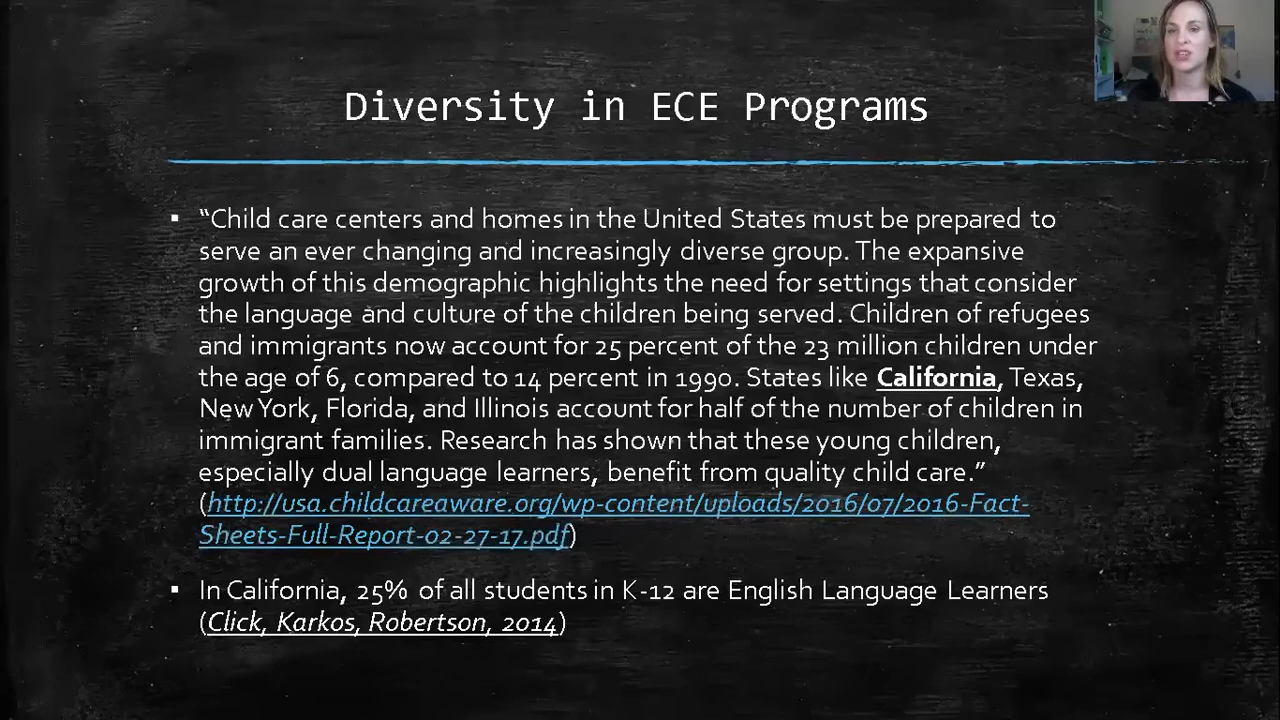 Diversity in ECE Programs
▪ “Child care centers and homes in the United States must be prepared to
serve an ever changing and increasingly diverse group. The expansive
growth of this demographic highlights the need for settings that consider
the language and culture of the children being served. Children of refugees
and immigrants now account for 25 percent of the 23 million children under
the age of 6, compared to 14 percent in 1990. States like California, Texas,
New York, Florida, and Illinois account for half of the number of children in
immigrant families. Research has shown that these young children,
especially dual language learners, benefit from quality child care.”
(http://usa.childcareaware.org/wp-content/uploads/2016/07/2016-Fact-
Sheets-Full-Report-02-27-17.pdf)
▪ In California, 25% of all students in K-12 are English Language Learners
(Click, Karkos, Robertson, 2014)